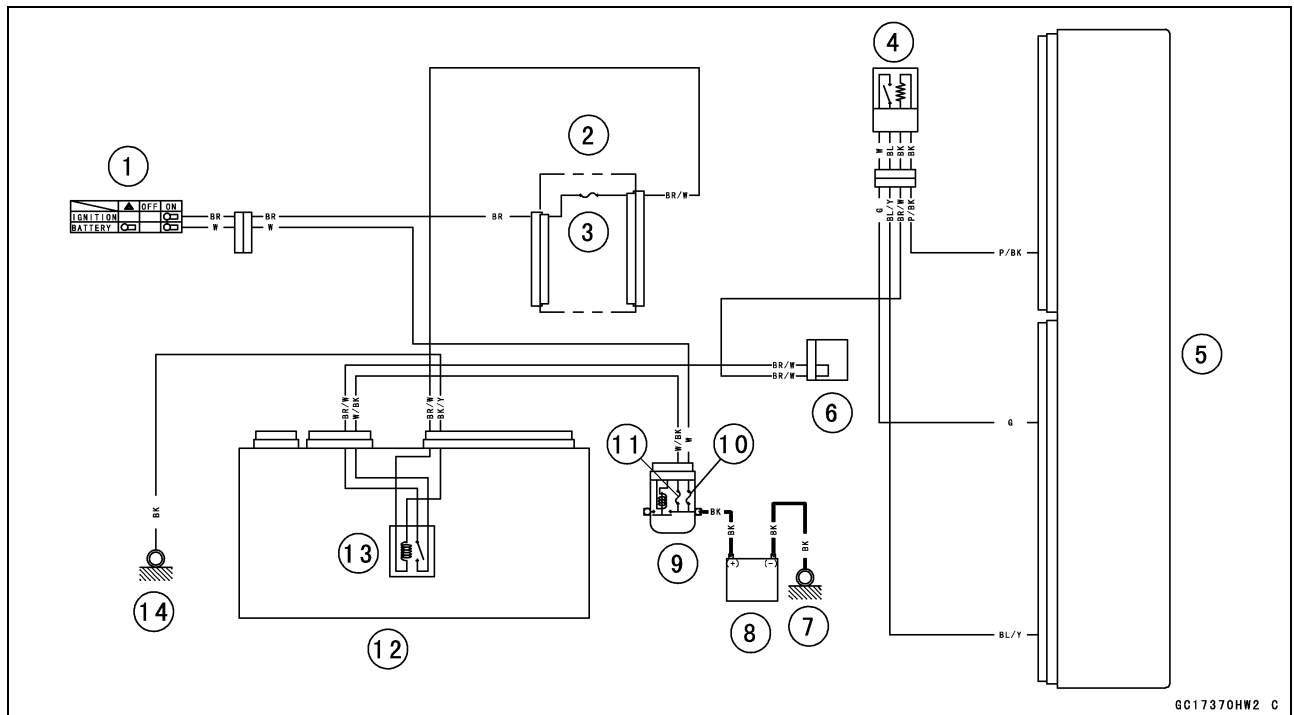 4
2
1
▲ OFF ON
IGNITION
BATTERY
BR BR
W W
BR
BR/W
3
W BL BK BK
G BL/Y BR/W P/BK
P/BK
5
BR/W
BR/W
6
G
BR/W W/BK BR/W BK/Y
W/BK W
11 10
BK
BK BK BK
(+) (-)
9
8
7
BK
13
14
12
BL/Y
GC17370HW2 C